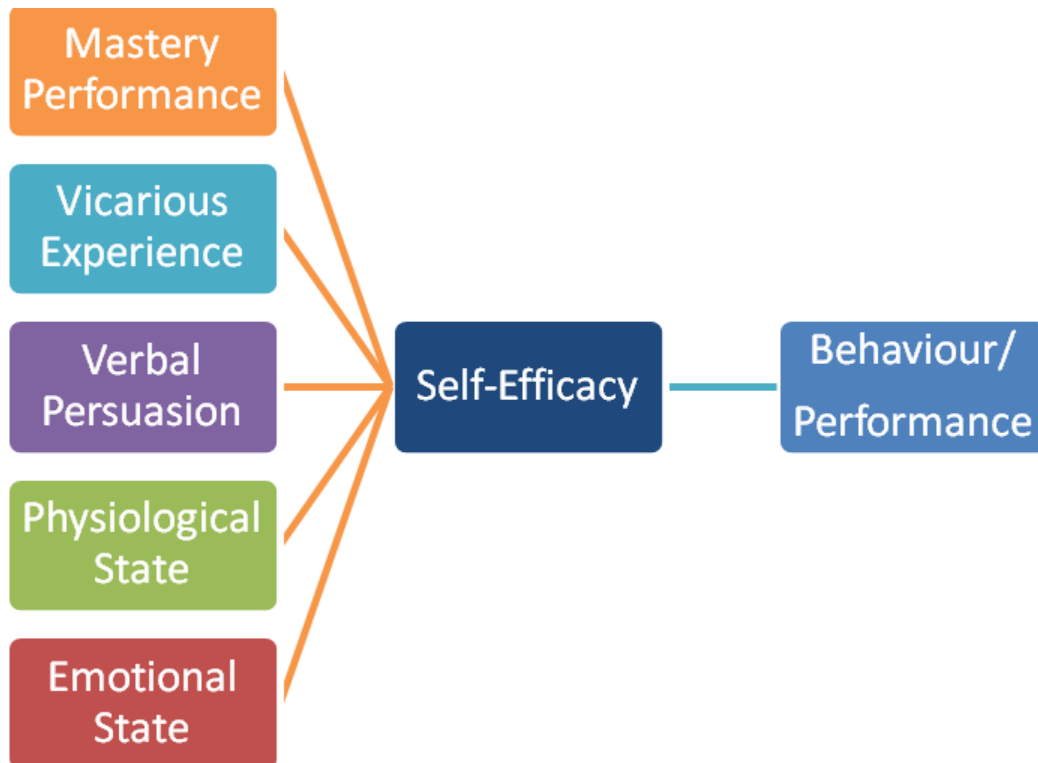 Mastery
Performance
Vicarious
Experience
Verbal
Persuasion
Physiological
State
Emotional
State
Self-Efficacy
Behaviour/
Performance